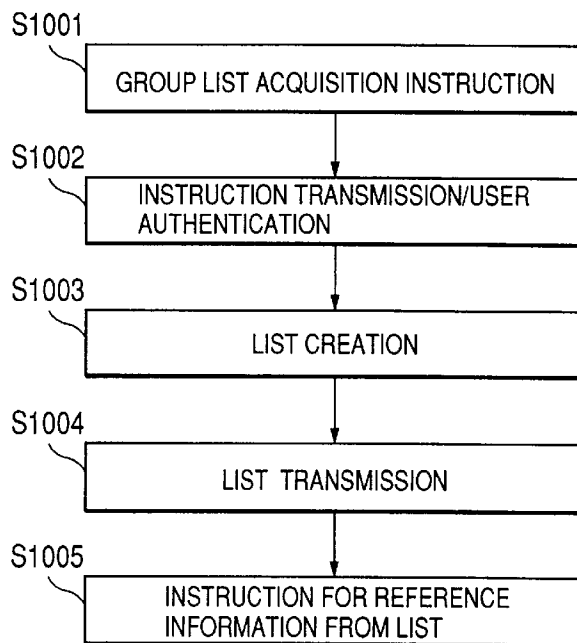 S1001
GROUP LIST ACQUISITION INSTRUCTION
S1002
INSTRUCTION TRANSMISSION/USER
AUTHENTICATION
S1003
LIST CREATION
S1004
LIST TRANSMISSION
S1005
INSTRUCTION FOR REFERENCE
INFORMATION FROM LIST